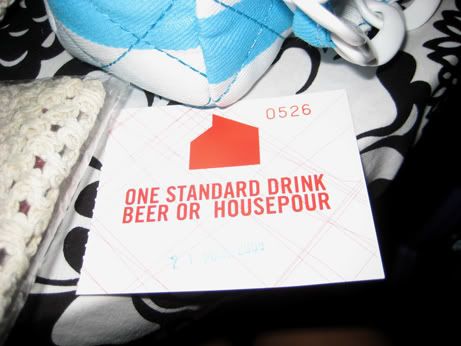 0526
ONE STANDARD DRINK
BEER OR HOUSEPOUR